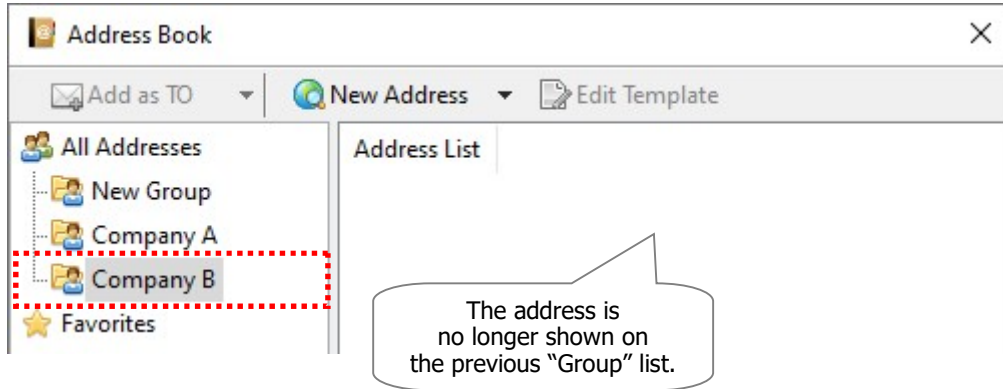 Address Book
Add as TO
New Address
Edit Template
All Addresses
New Group
Company A
Company B
Favorites
Address List
The address is
no longer shown on
the previous “Group” list.